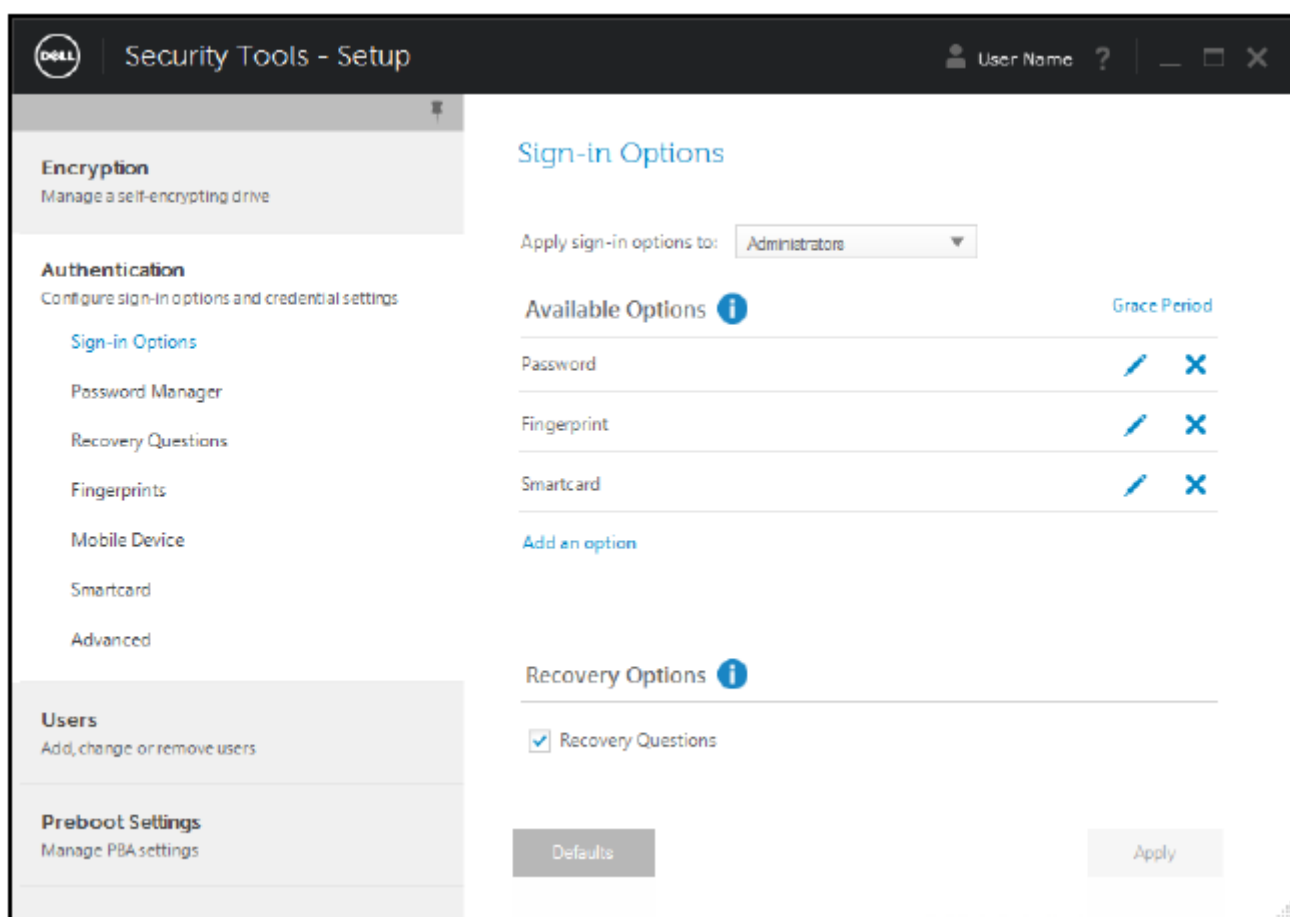 DELL
Security Tools - Setup
User Name ?
Encryption
Manage a self-encrypting drive
Authentication
Configure sign-in options and credential settings
Sign-in Options
Password Manager
Recovery Questions
Fingerprints
Mobile Device
Smartcard
Advanced
Users
Add, change or remove users
Preboot Settings
Manage PBA settings
Sign-in Options
Apply sign-in options to: Administrators
Available Options i
Grace Period
Password
Fingerprint
Smartcard
Add an option
Recovery Options i
Recovery Questions
Defaults
Apply